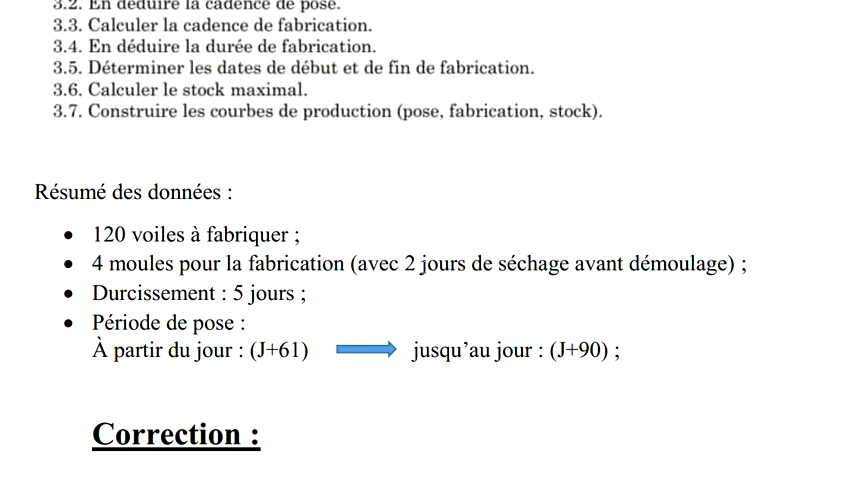 3.2. En déduire la cadence de pose.
3.3. Calculer la cadence de fabrication.
3.4. En déduire la durée de fabrication.
3.5. Déterminer les dates de début et de fin de fabrication.
3.6. Calculer le stock maximal.
3.7. Construire les courbes de production (pose, fabrication, stock).
Résumé des données :
• 120 voiles à fabriquer ;
• 4 moules pour la fabrication (avec 2 jours de séchage avant démoulage) ;
• Durcissement : 5 jours ;
• Période de pose :
À partir du jour : (J+61) jusqu’au jour : (J+90) ;
Correction :